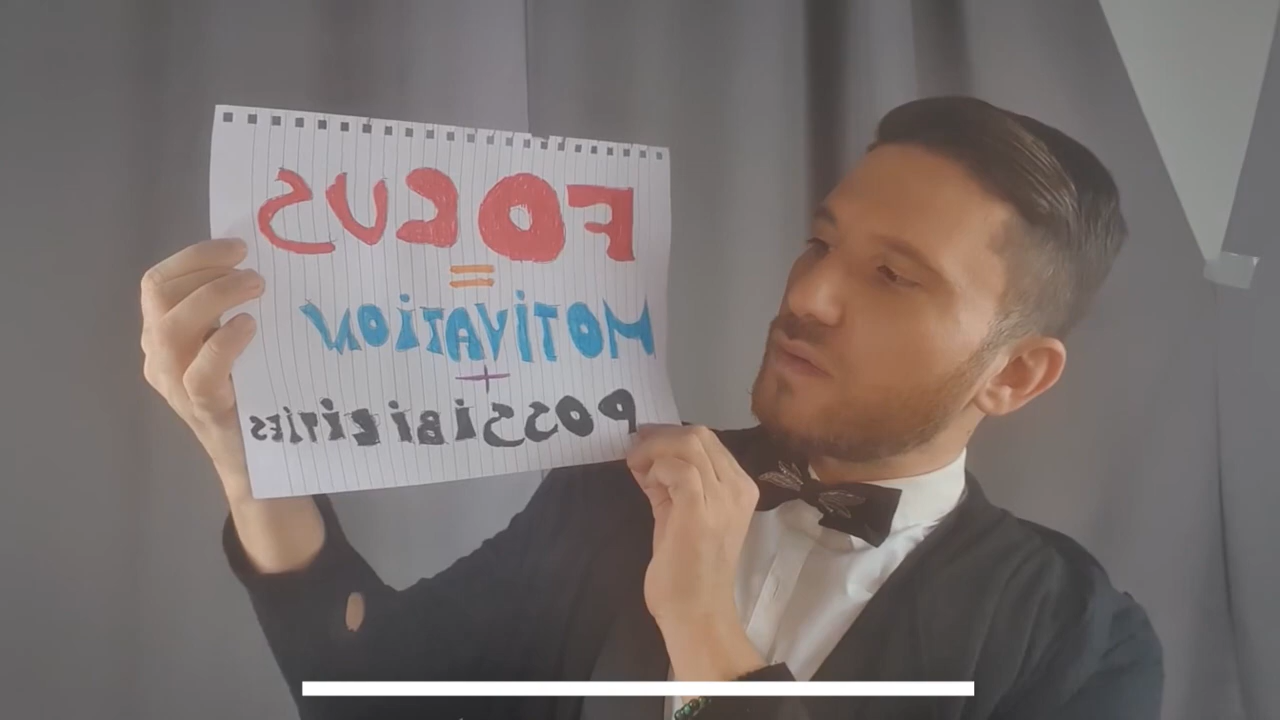 FOCUS
=
MOTiVATiON
+
POSSiBiLiTiES